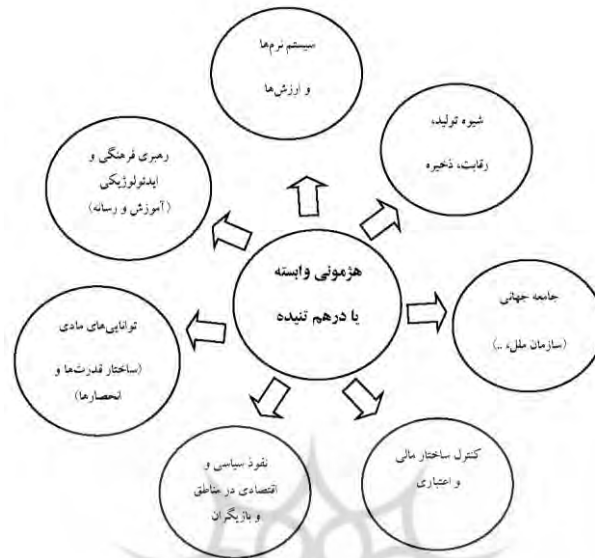 سیستم نرم‌ها
و ارزش‌ها
شیوه تولید،
رقابت، ذخیره
رهبری فرهنگی و
ایدئولوژیکی
(آموزش و رسانه)
هژمونی وابسته
یا درهم تنیده
جامعه جهانی
(سازمان ملل، ..)
توانایی‌های مادی
(ساختار قدرت‌ها و
انحصارها)
کنترل ساختار مالی
و اعتباری
نفوذ سیاسی و
اقتصادی در مناطق
و بازیگران